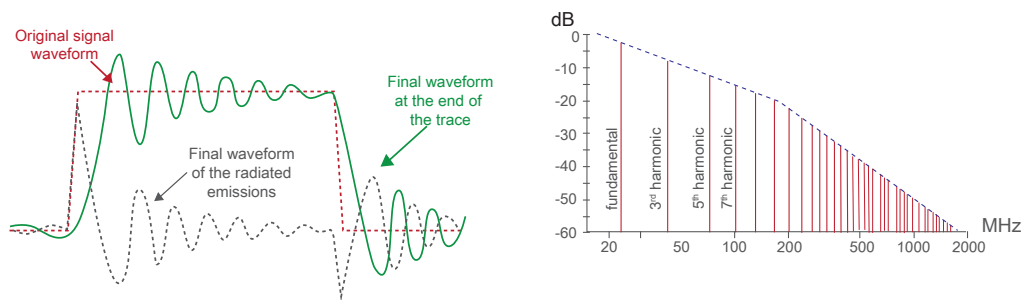 Original signal
waveform
Final waveform
at the end of
the trace
Final waveform
of the radiated
emissions
dB
0
-10
-20
-30
-40
-50
-60
fundamental
3rd harmonic
5th harmonic
7th harmonic
20
50
100
200
500
1000
2000
MHz